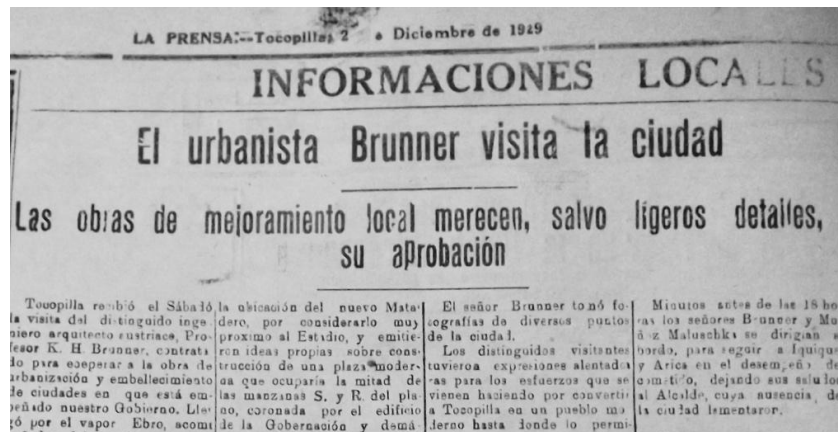 LA PRENSA:--Tocopilla, 2 e Diciembre de 1929
INFORMACIONES LOCALES
El urbanista Brunner visita la ciudad
Las obras de mejoramiento local merecen, salvo ligeros detalles,
su aprobación
Tocopilla recibió el Sábado
la visita del distinguido inge
niero arquitecto austriaco, Pro
fesor K. H. Brunner, contrata
do para cooperar a la obra de
urbanización y embellecimiento
de ciudades en que está em
peñado nuestro Gobierno. Lle
gó por el vapor Ebro, acom
la ubicación del nuevo Mata
dero, por considerarlo muy
proximo al Estadio, y emitie
ron ideas propias sobre cons
trucción de una plaza moder
na que ocuparía la mitad de
las manzanas S. y R. del pla
no, coronada por el edificio
de la Gobernación y demás
El señor Brunner tomó fo
tografías de diversos puntos
de la ciudad.
Los distinguidos visitantes
tuvieron expresiones alentado
ras para los esfuerzos que se
vienen haciendo por convertir
a Tocopilla en un pueblo mo
derno hasta donde lo permi
Minutos antes de las 18 ho
ras los señores Brunner y Mu
ñoz Maluschka se dirigían a
bordo, para seguir a Iquique
y Arica en el desempeño de
cometido, dejando sus saludos
al Alcalde, cuya ausencia de
la ciudad lamentaron.